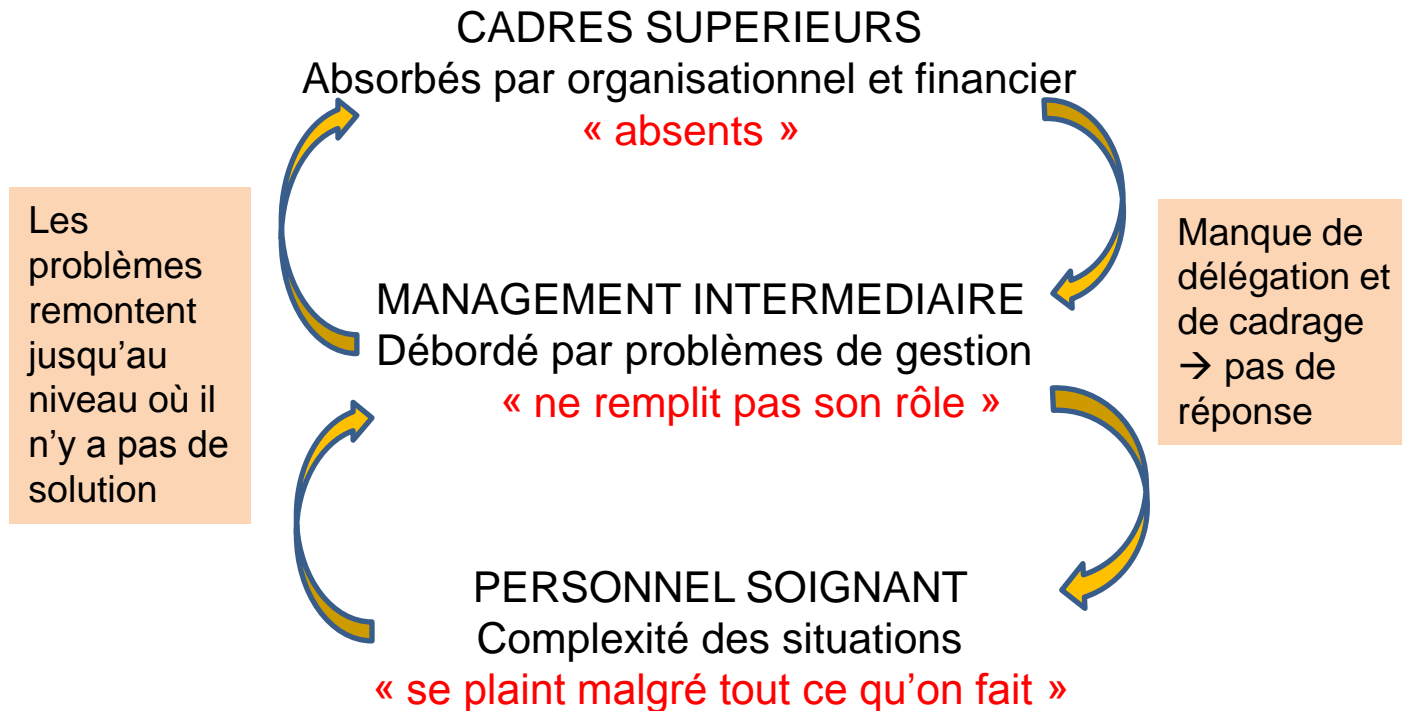 CADRES SUPERIEURS
Absorbés par organisationnel et financier
« absents »
Les
problèmes
remontent
jusqu’au
niveau où il
n’y a pas de
solution
MANAGEMENT INTERMEDIAIRE
Débordé par problèmes de gestion
« ne remplit pas son rôle »
Manque de
délégation et
de cadrage
→ pas de
réponse
PERSONNEL SOIGNANT
Complexité des situations
« se plaint malgré tout ce qu’on fait »